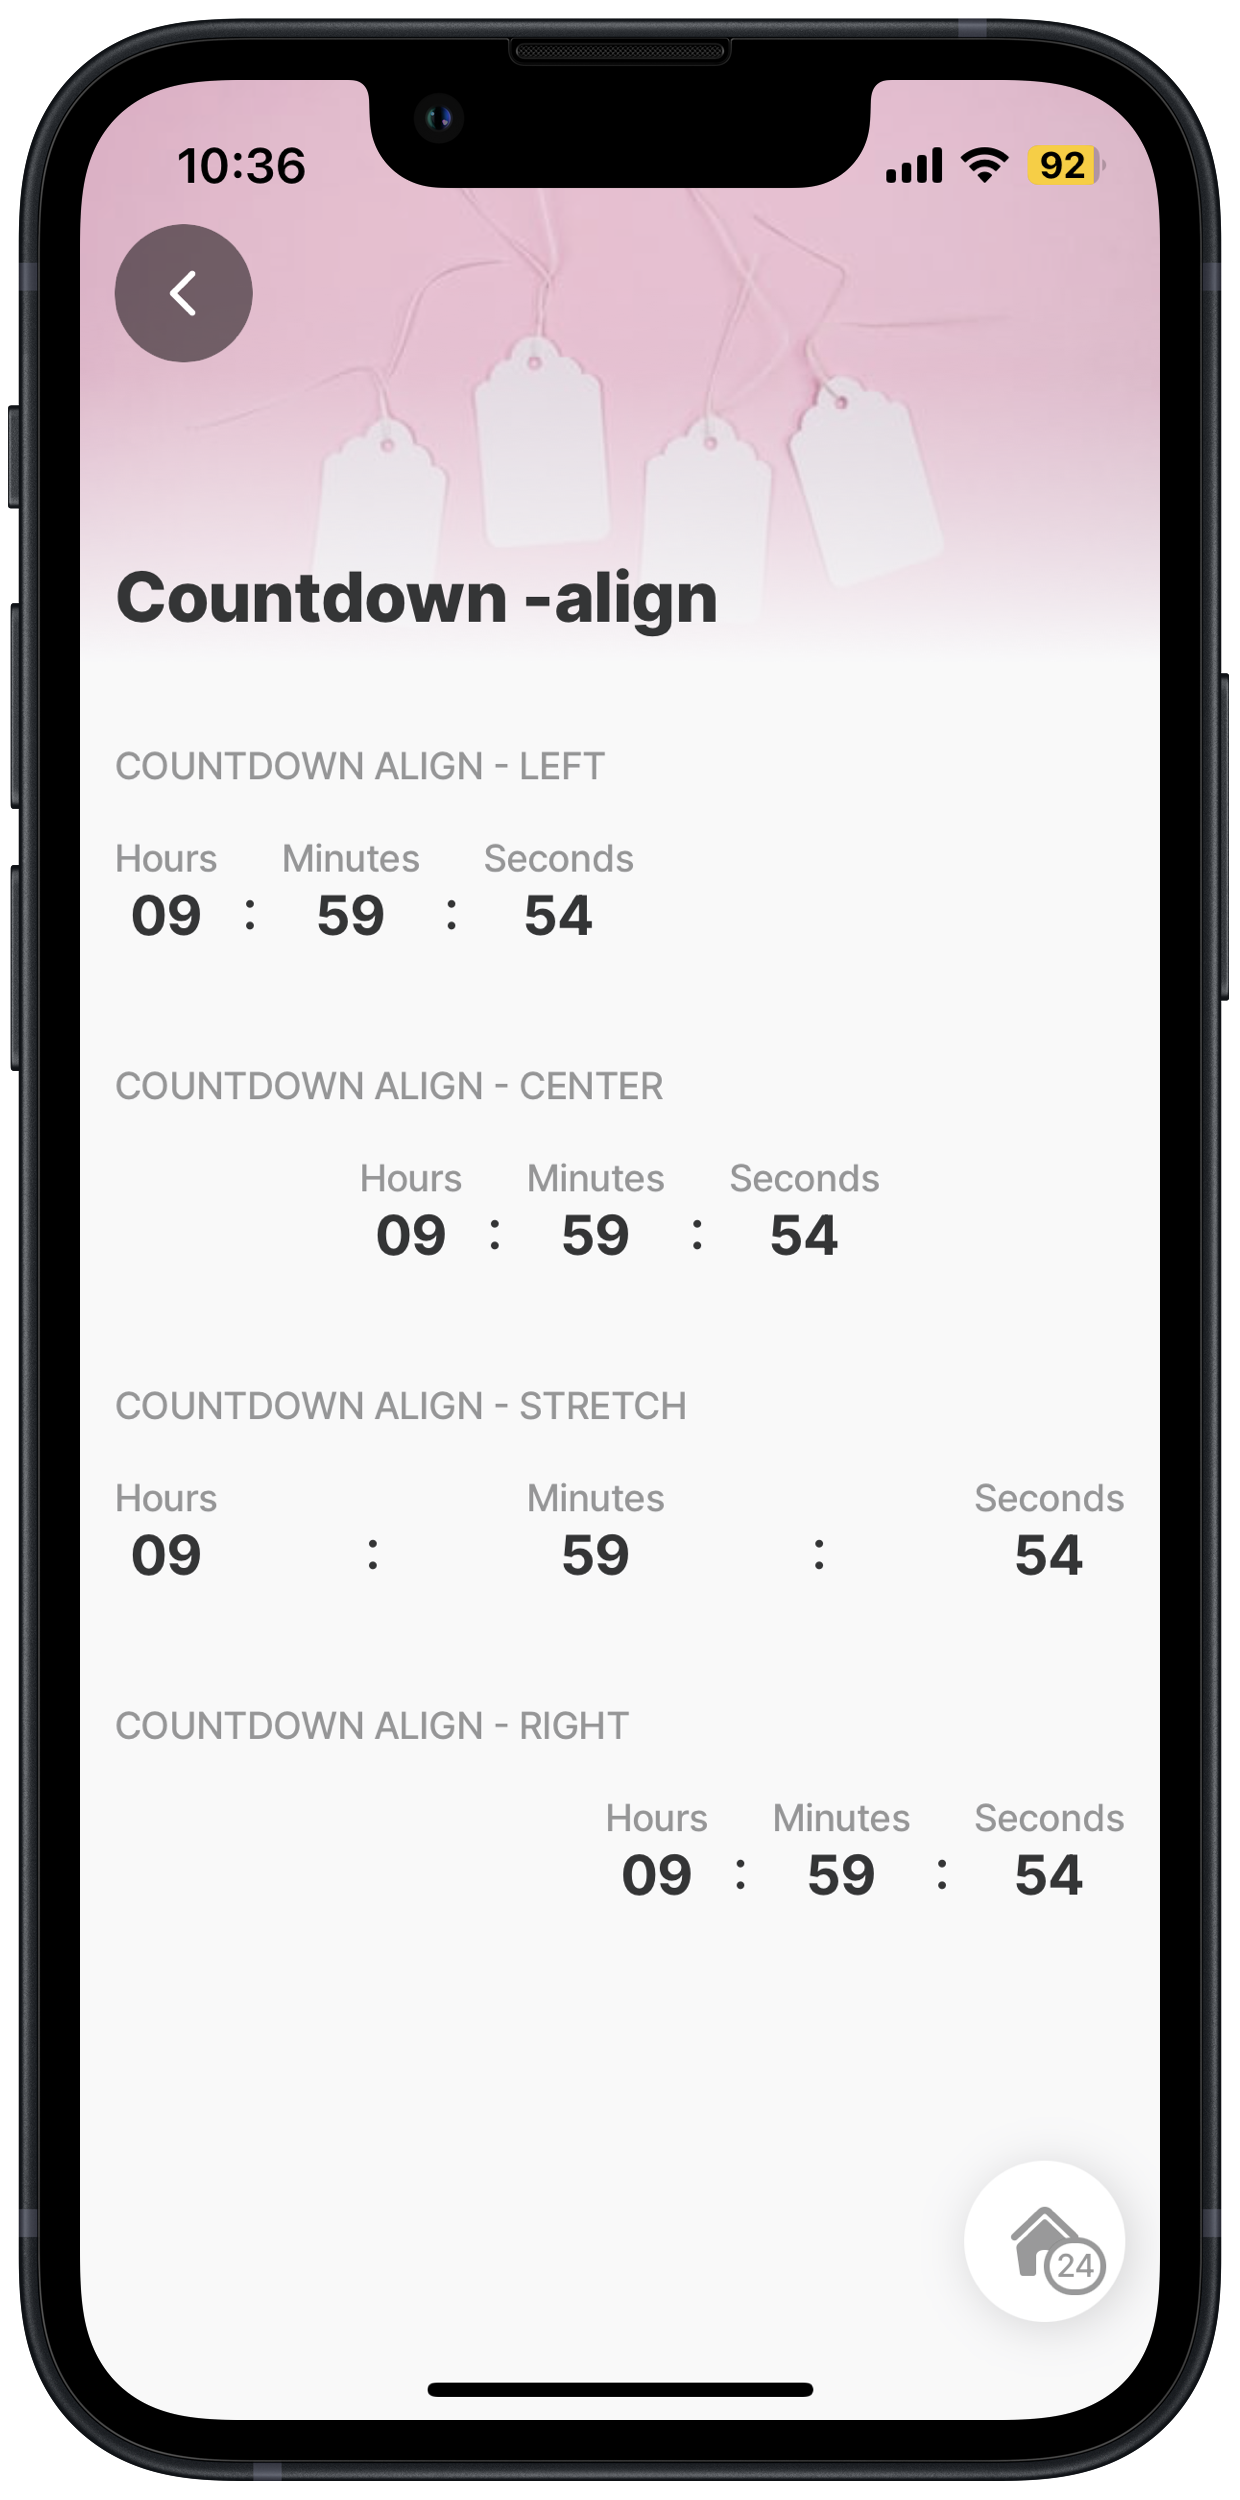 10:36
92
Countdown -align
COUNTDOWN ALIGN - LEFT
Hours Minutes Seconds
09 : 59 : 54
COUNTDOWN ALIGN - CENTER
Hours Minutes Seconds
09 : 59 : 54
COUNTDOWN ALIGN - STRETCH
Hours Minutes Seconds
09 : 59 : 54
COUNTDOWN ALIGN - RIGHT
Hours Minutes Seconds
09 : 59 : 54
24